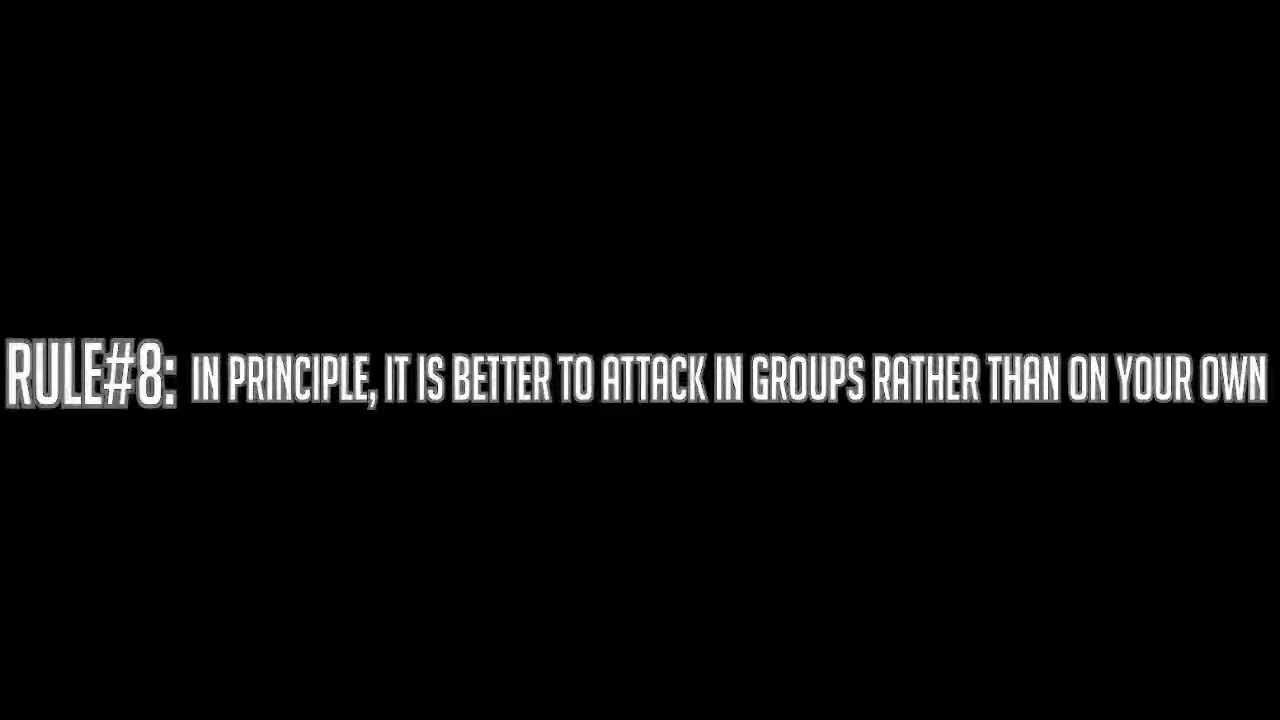 RULE#8: IN PRINCIPLE, IT IS BETTER TO ATTACK IN GROUPS RATHER THAN ON YOUR OWN